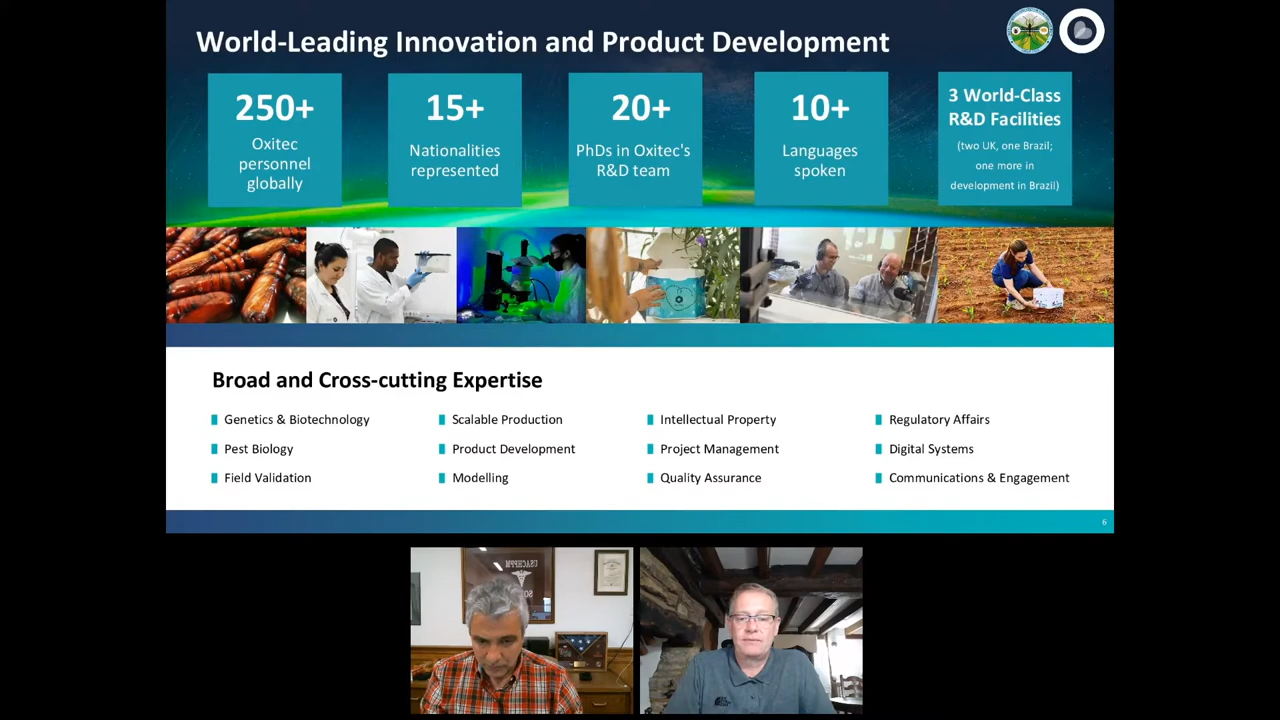 World-Leading Innovation and Product Development
250+
Oxitec
personnel
globally
15+
Nationalities
represented
20+
PhDs in Oxitec's
R&D team
10+
Languages
spoken
3 World-Class
R&D Facilities
(two UK, one Brazil;
one more in
development in Brazil)
Broad and Cross-cutting Expertise
Genetics & Biotechnology
Pest Biology
Field Validation
Scalable Production
Product Development
Modelling
Intellectual Property
Project Management
Quality Assurance
Regulatory Affairs
Digital Systems
Communications & Engagement
6
USACHPPM